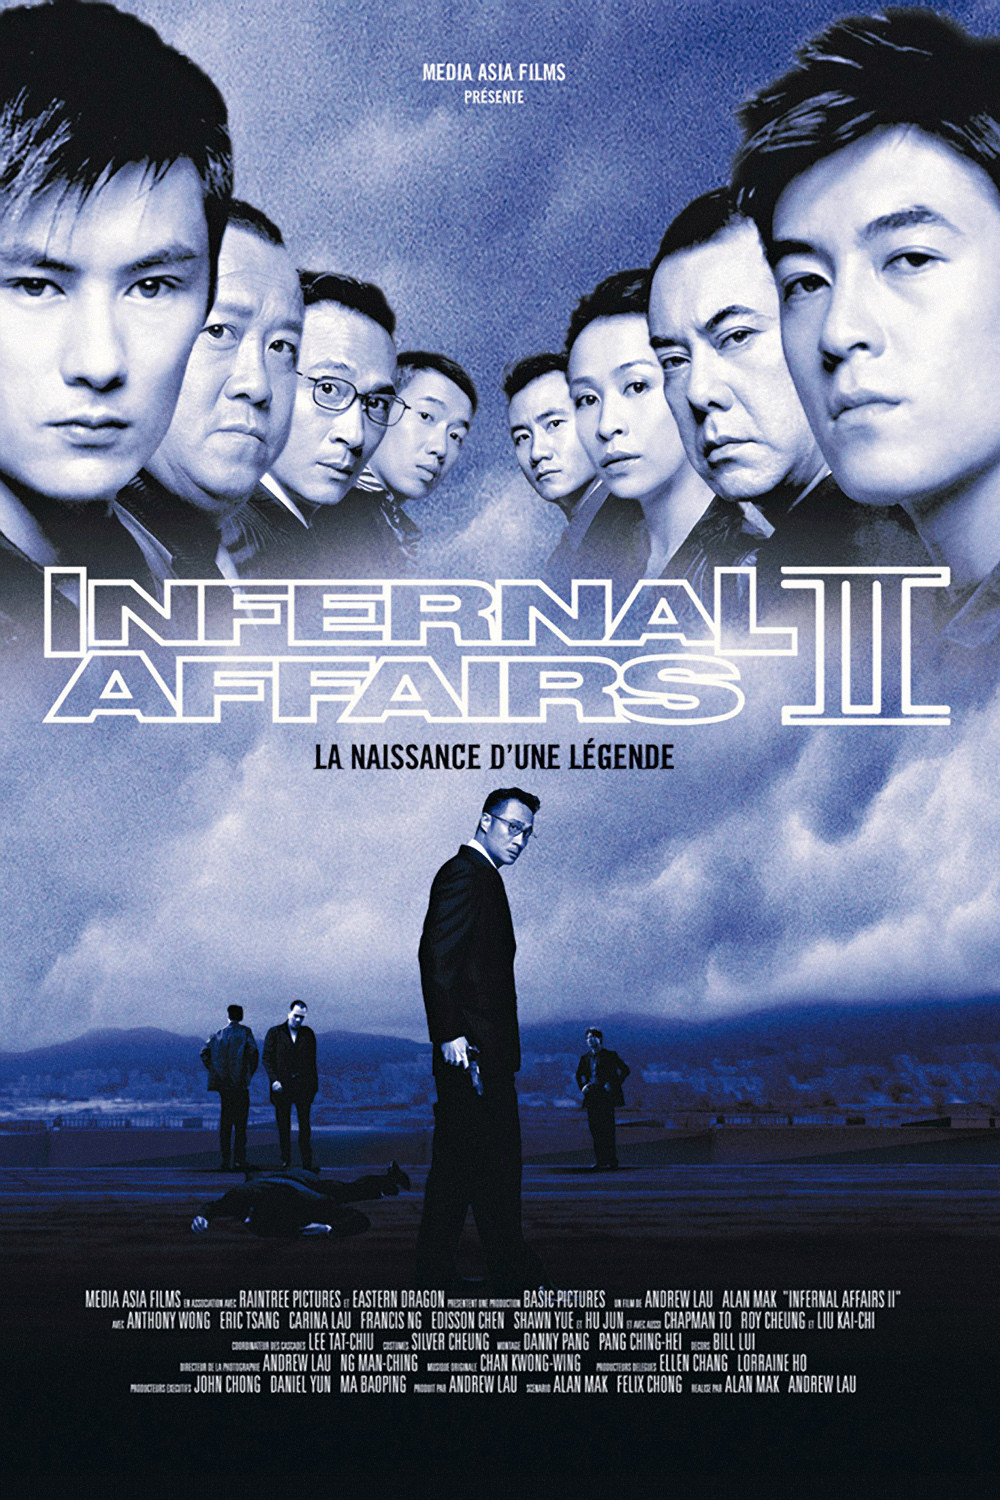 MEDIA ASIA FILMS
PRÉSENTE
INFERNAL
AFFAIRS II
LA NAISSANCE D'UNE LÉGENDE
MEDIA ASIA FILMS EN ASSOCIATION AVEC RAINTREE PICTURES ET EASTERN DRAGON PRESENTENT UNE PRODUCTION BASIC PICTURES UN FILM DE ANDREW LAU ALAN MAK "INFERNAL AFFAIRS II"
AVEC ANTHONY WONG ERIC TSANG CARINA LAU FRANCIS NG EDISSON CHEN SHAWN YUE ET HU JUN ET AVEC AUSSI CHAPMAN TO ROY CHEUNG ET LIU KAI-CHI
COORDINATEUR DES CASCADES LEE TAT-CHIU COSTUMES SILVER CHEUNG MONTAGE DANNY PANG PANG CHING-HEI DECORS BILL LUI
DIRECTEUR DE LA PHOTOGRAPHIE ANDREW LAU NG MAN-CHING MUSIQUE ORIGINALE CHAN KWONG-WING PRODUCTEURS DELEGUES ELLEN CHANG LORRAINE HO
PRODUCTEURS EXECUTIFS JOHN CHONG DANIEL YUN MA BAOPING PRODUIT PAR ANDREW LAU SCENARIO ALAN MAK FELIX CHONG REALISE PAR ALAN MAK ANDREW LAU